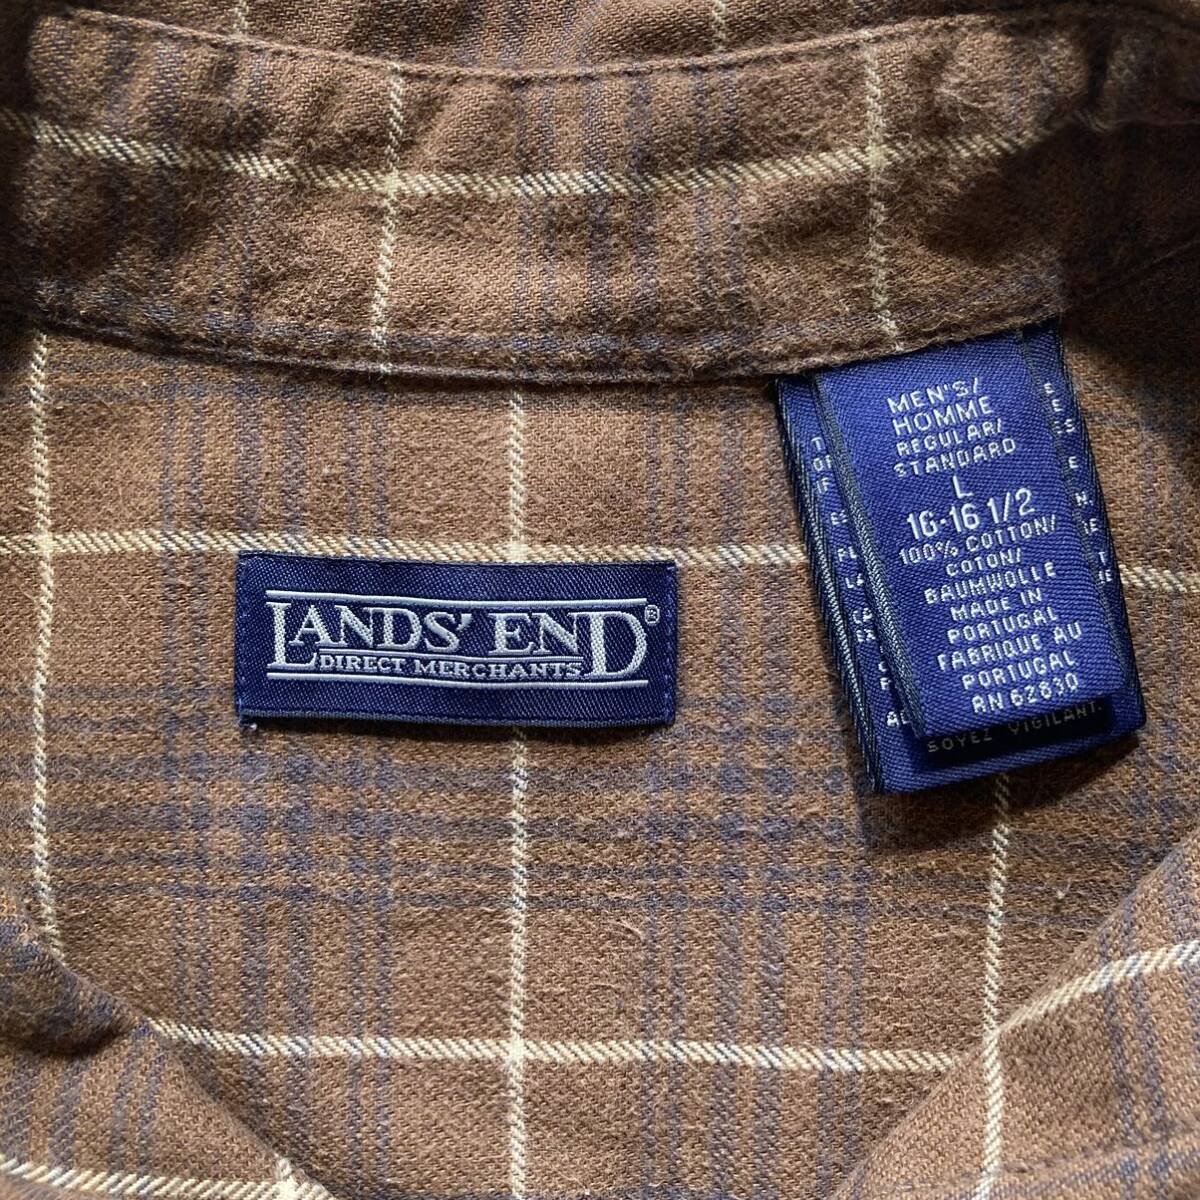 LANDS' END®
DIRECT MERCHANTS
MEN'S/
HOMME
REGULAR/
STANDARD
L
16-16 1/2
100% COTTON/
COTON/
BAUMWOLLE
MADE IN
PORTUGAL
FABRIQUE AU
PORTUGAL
RN 62830
SOYEZ VIGILANT.